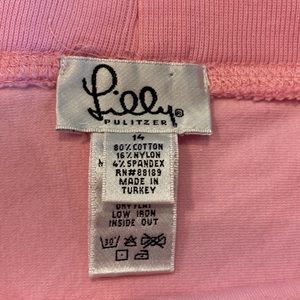 Lilly®
PULITZER
14
80% COTTON
16% NYLON
4% SPANDEX
RN#88189
MADE IN
TURKEY
DRY FLAT
LOW IRON
INSIDE OUT
30°